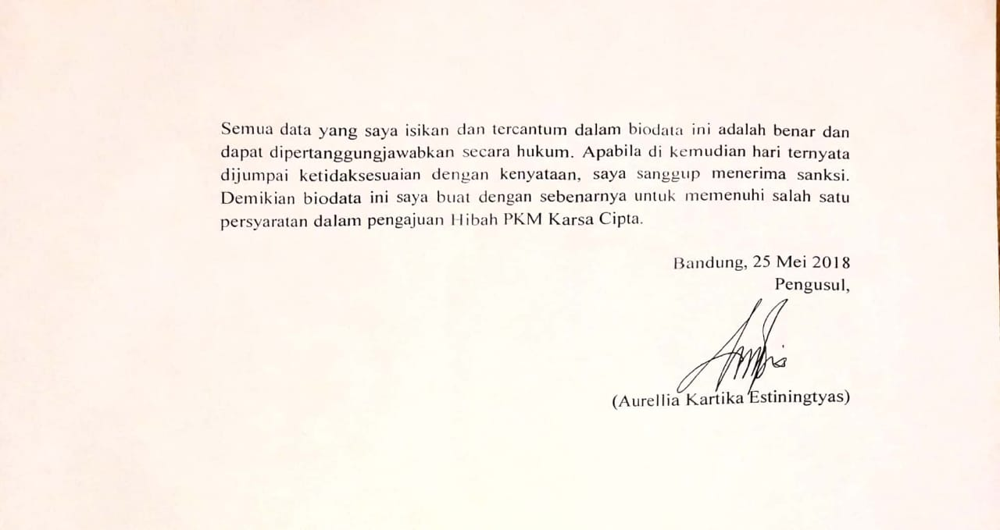 Semua data yang saya isikan dan tercantum dalam biodata ini adalah benar dan
dapat dipertanggungjawabkan secara hukum. Apabila di kemudian hari ternyata
dijumpai ketidaksesuaian dengan kenyataan, saya sanggup menerima sanksi.
Demikian biodata ini saya buat dengan sebenarnya untuk memenuhi salah satu
persyaratan dalam pengajuan Hibah PKM Karsa Cipta.
Bandung, 25 Mei 2018
Pengusul,
(Aurellia Kartika Estiningtyas)